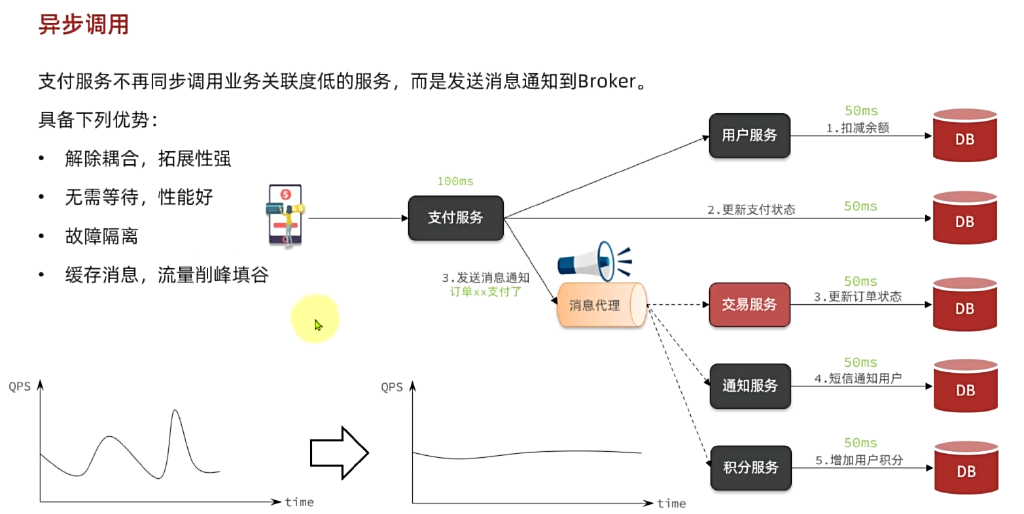 异步调用
支付服务不再同步调用业务关联度低的服务，而是发送消息通知到Broker。
具备下列优势：
• 解除耦合，拓展性强
• 无需等待，性能好
• 故障隔离
• 缓存消息，流量削峰填谷
$
100ms
支付服务
用户服务
50ms
1.扣减余额
DB
2.更新支付状态
50ms
DB
3.发送消息通知
订单xx支付了
消息代理
交易服务
50ms
3.更新订单状态
DB
通知服务
50ms
4.短信通知用户
DB
积分服务
50ms
5.增加用户积分
DB
QPS
time
QPS
time